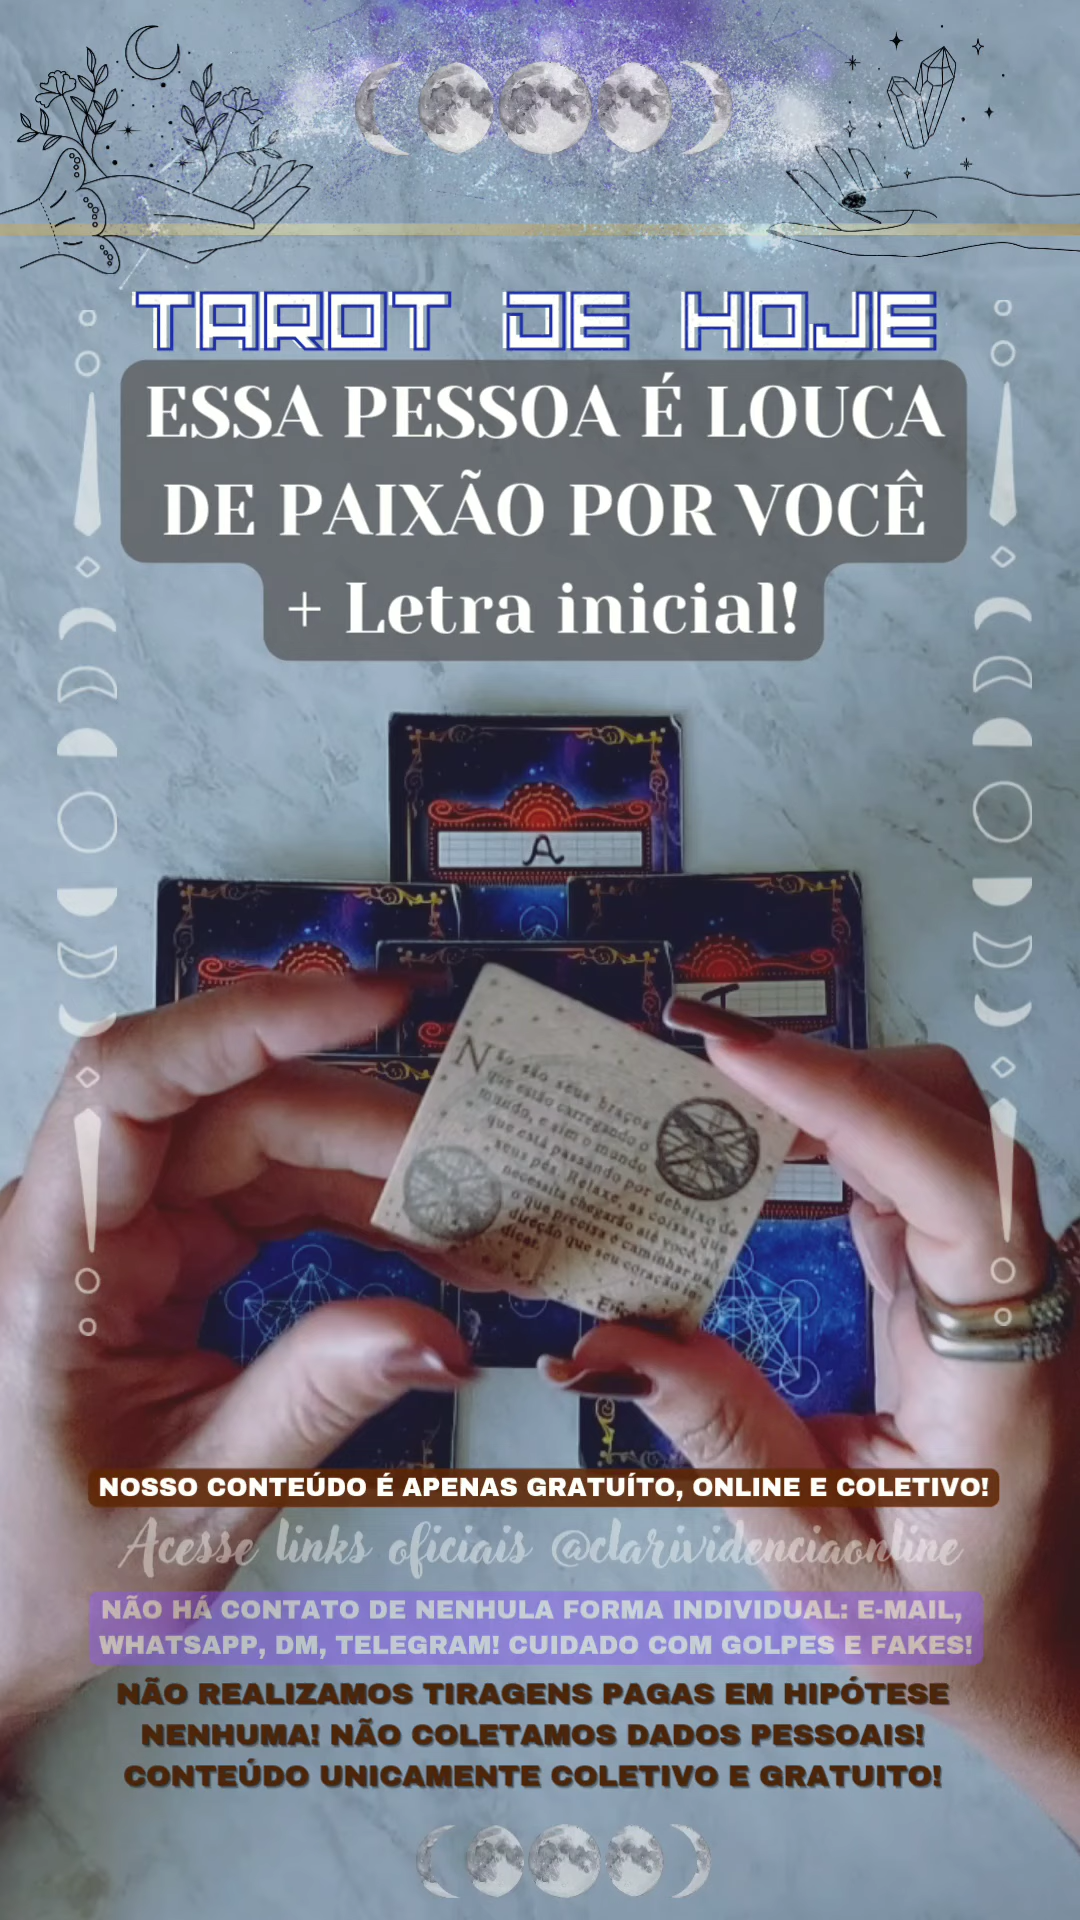 TAROT DE HOJE
ESSA PESSOA É LOUCA
DE PAIXÃO POR VOCÊ
+ Letra inicial!
A
T
Não são seus braços
que estão carregando o
mundo, e sim o mundo
que está passando por debaixo de
seus pés. Relaxe, as coisas que
necessita chegarão até você, só
o que precisa é caminhar na
direção que seu coração in-
dicar.
NOSSO CONTEÚDO É APENAS GRATUÍTO, ONLINE E COLETIVO!
Acesse links oficiais @clarividenciaonline
NÃO HÁ CONTATO DE NENHULA FORMA INDIVIDUAL: E-MAIL,
WHATSAPP, DM, TELEGRAM! CUIDADO COM GOLPES E FAKES!
NÃO REALIZAMOS TIRAGENS PAGAS EM HIPÓTESE
NENHUMA! NÃO COLETAMOS DADOS PESSOAIS!
CONTEÚDO UNICAMENTE COLETIVO E GRATUITO!